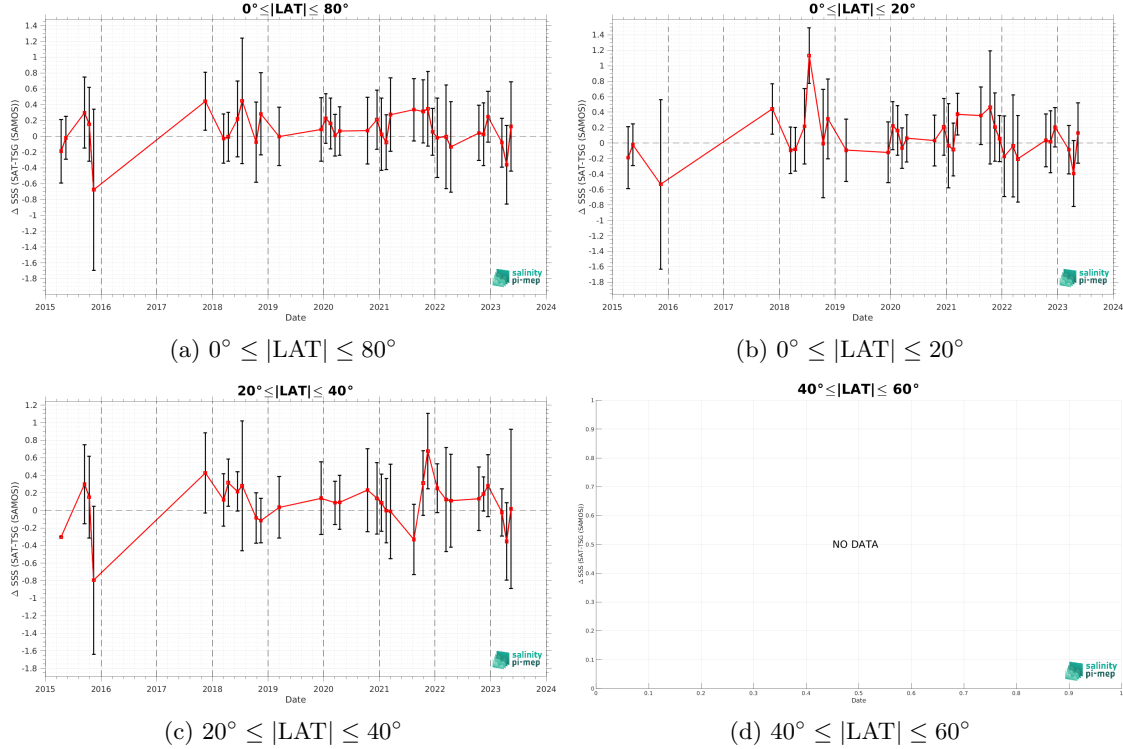 0°≤|LAT|≤ 80°
Δ SSS (SAT-TSG (SAMOS))
1.4
1.2
1
0.8
0.6
0.4
0.2
0
-0.2
-0.4
-0.6
-0.8
-1
-1.2
-1.4
-1.6
-1.8
2015 2016 2017 2018 2019 2020 2021 2022 2023 2024
Date
salinity
pi-mep
(a) 0° ≤ |LAT| ≤ 80°
0°≤|LAT|≤ 20°
Δ SSS (SAT-TSG (SAMOS))
1.4
1.2
1
0.8
0.6
0.4
0.2
0
-0.2
-0.4
-0.6
-0.8
-1
-1.2
-1.4
-1.6
-1.8
2015 2016 2017 2018 2019 2020 2021 2022 2023 2024
Date
salinity
pi-mep
(b) 0° ≤ |LAT| ≤ 20°
20°≤|LAT|≤ 40°
Δ SSS (SAT-TSG (SAMOS))
1.2
1
0.8
0.6
0.4
0.2
0
-0.2
-0.4
-0.6
-0.8
-1
-1.2
-1.4
-1.6
-1.8
2015 2016 2017 2018 2019 2020 2021 2022 2023 2024
Date
salinity
pi-mep
(c) 20° ≤ |LAT| ≤ 40°
40°≤|LAT|≤ 60°
Δ SSS (SAT-TSG (SAMOS))
1
0.9
0.8
0.7
0.6
0.5
0.4
0.3
0.2
0.1
0
NO DATA
0 0.1 0.2 0.3 0.4 0.5 0.6 0.7 0.8 0.9 1
Date
salinity
pi-mep
(d) 40° ≤ |LAT| ≤ 60°